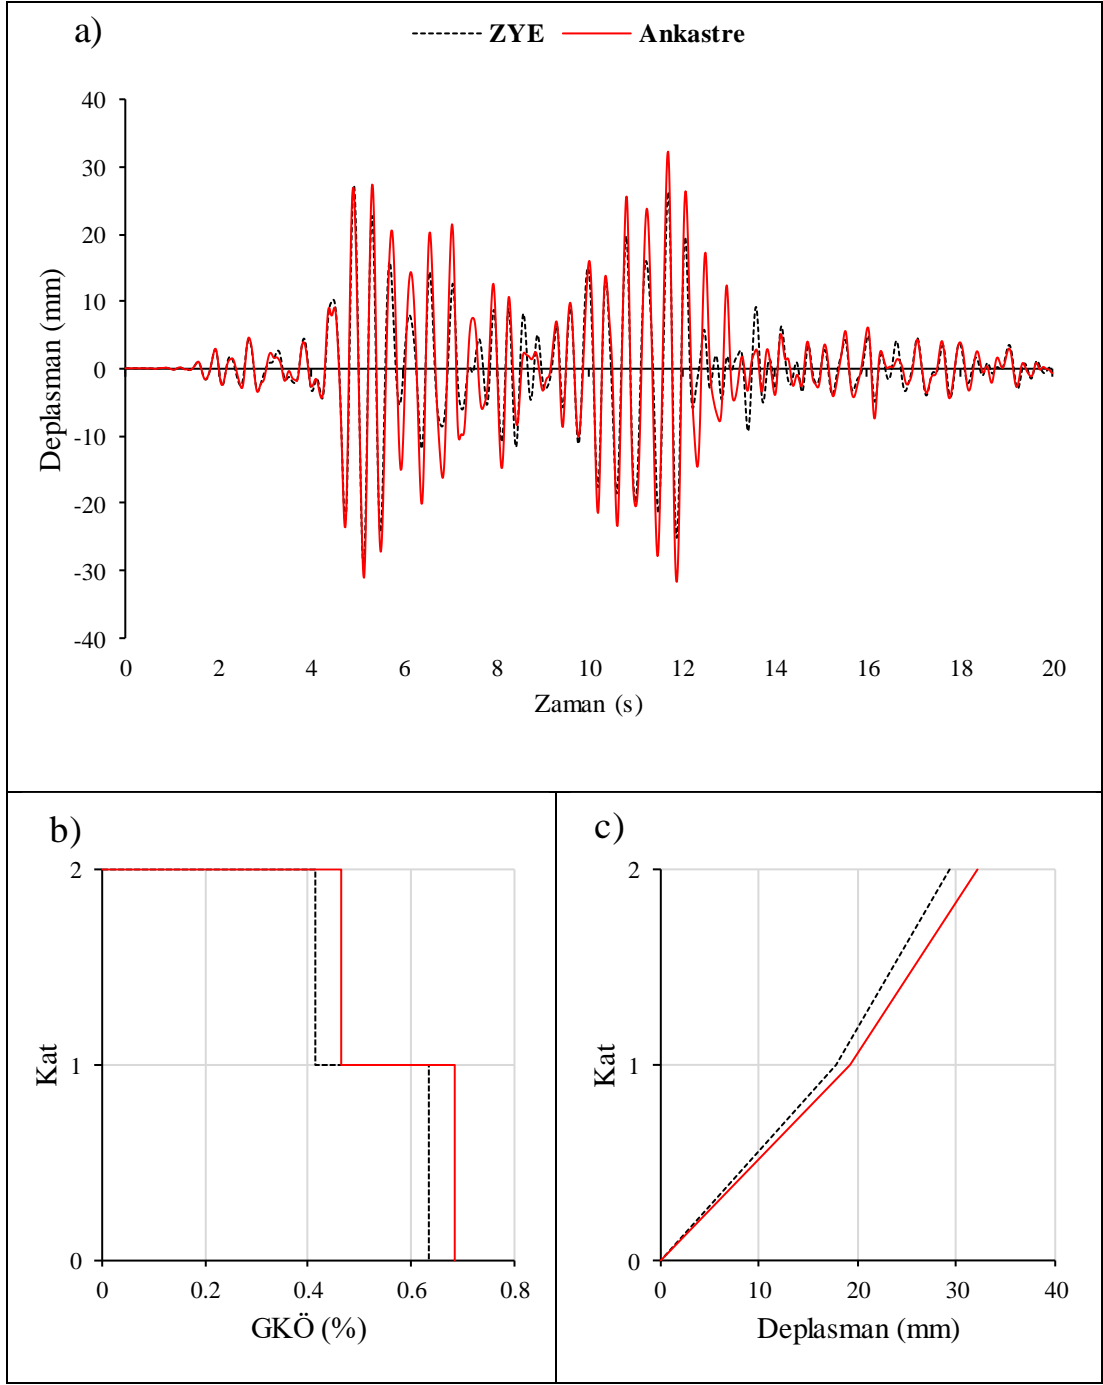 a)
ZYE Ankastre
40
30
20
10
0
-10
-20
-30
-40
Deplasman (mm)
0 2 4 6 8 10 12 14 16 18 20
Zaman (s)
b)
2
1
0
Kat
0 0.2 0.4 0.6 0.8
GKÖ (%)
c)
2
1
0
Kat
0 10 20 30 40
Deplasman (mm)